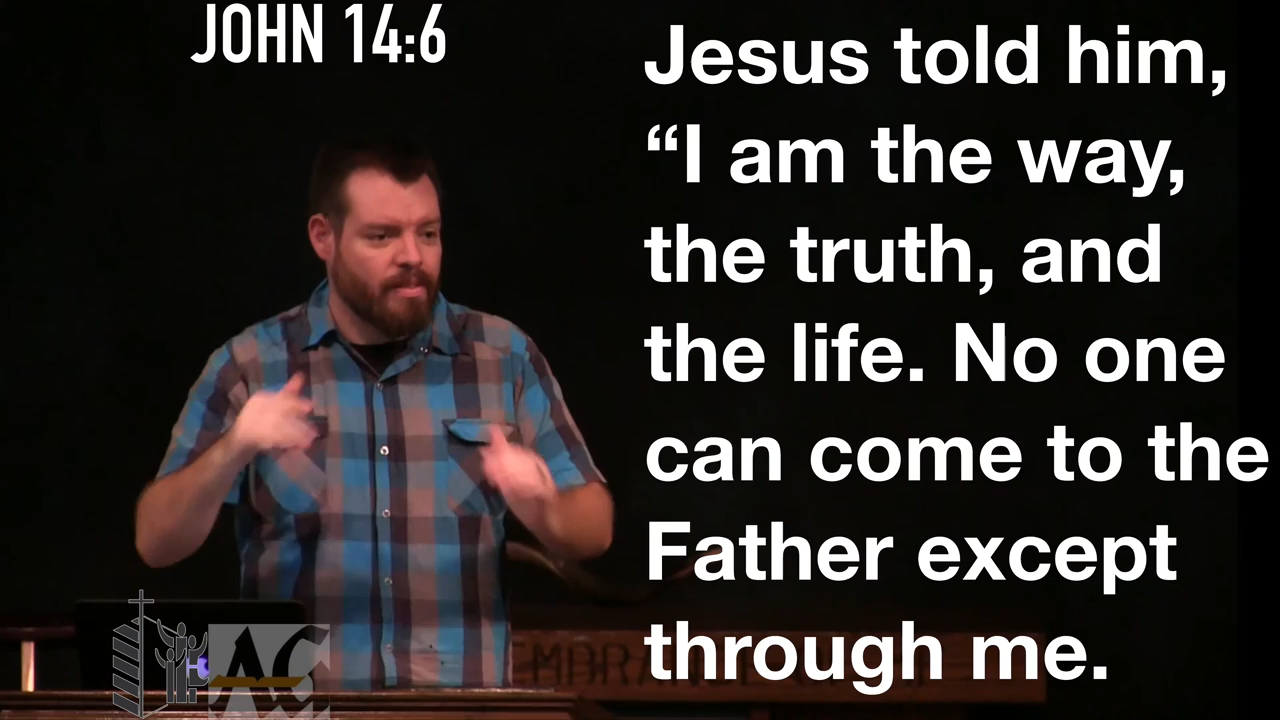 JOHN 14:6
Jesus told him,
“I am the way,
the truth, and
the life. No one
can come to the
Father except
through me.